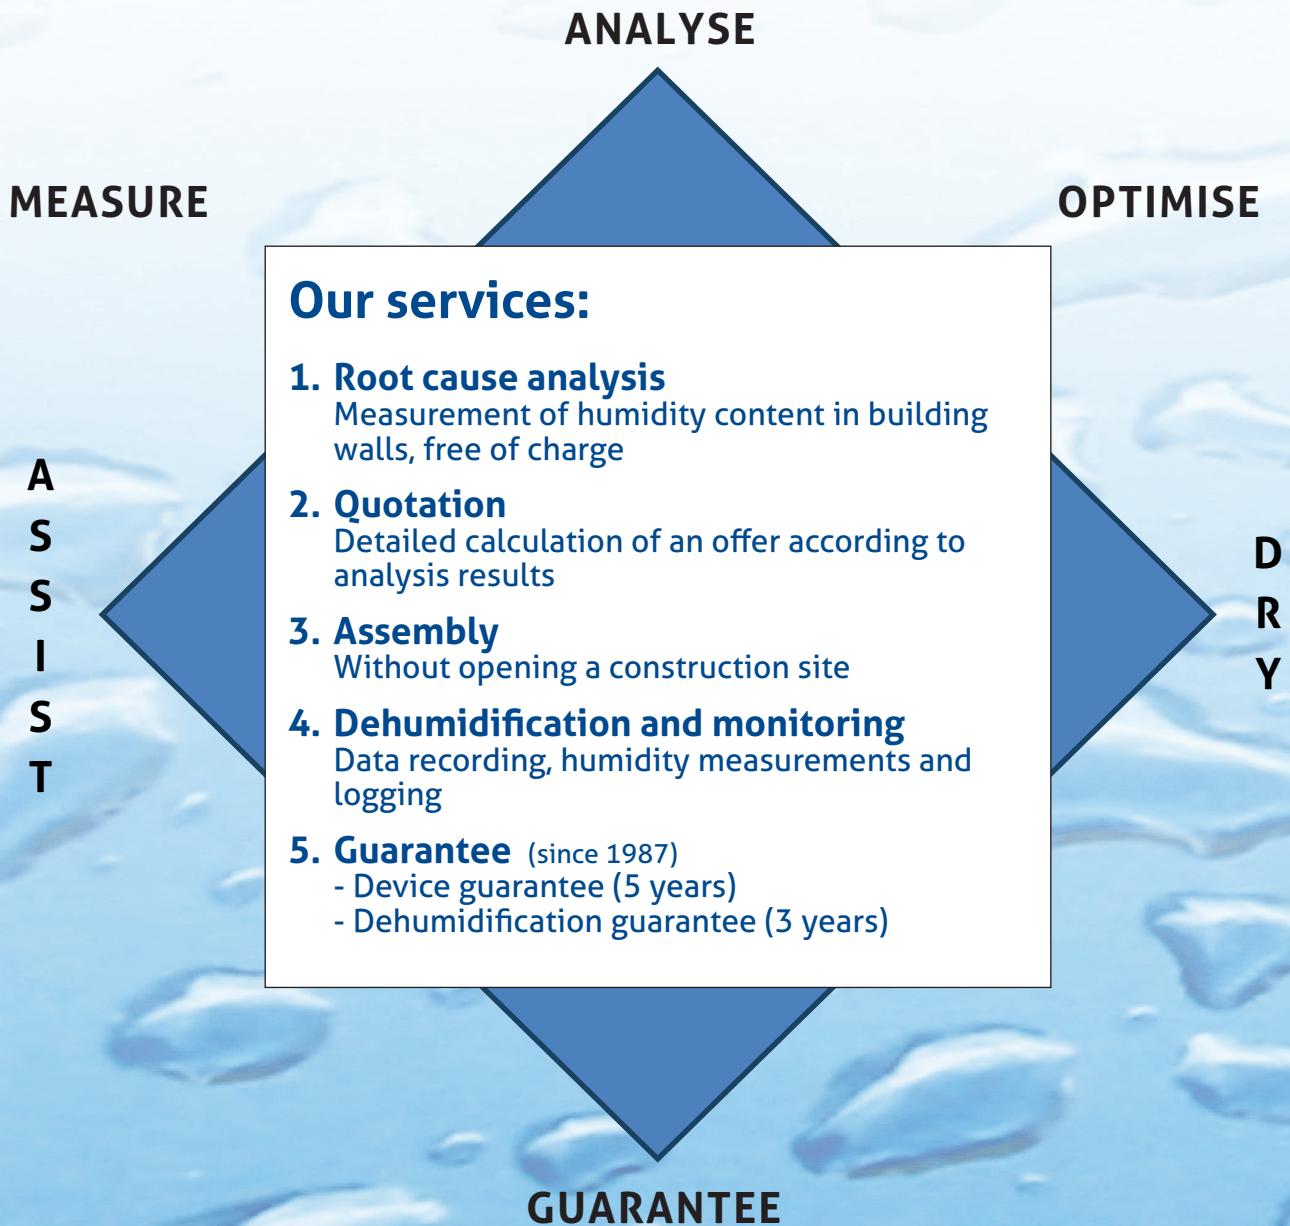 ANALYSE
MEASURE
OPTIMISE
Our services:
1. Root cause analysis
Measurement of humidity content in building
walls, free of charge
2. Quotation
Detailed calculation of an offer according to
analysis results
3. Assembly
Without opening a construction site
4. Dehumidification and monitoring
Data recording, humidity measurements and
logging
5. Guarantee (since 1987)
- Device guarantee (5 years)
- Dehumidification guarantee (3 years)
ASSIST
DRY
GUARANTEE